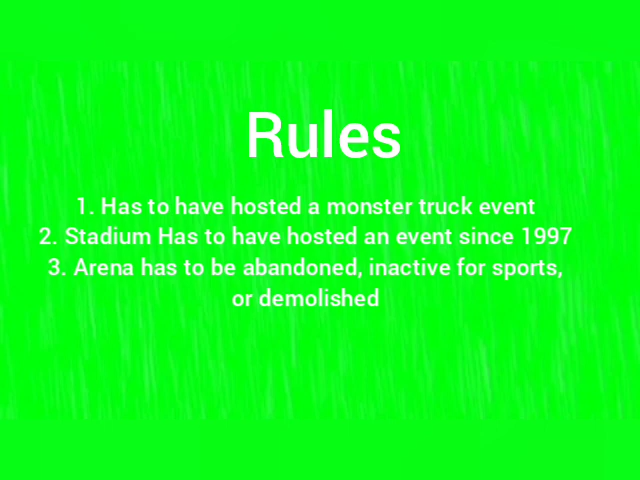 Rules
1. Has to have hosted a monster truck event
2. Stadium Has to have hosted an event since 1997
3. Arena has to be abandoned, inactive for sports,
or demolished